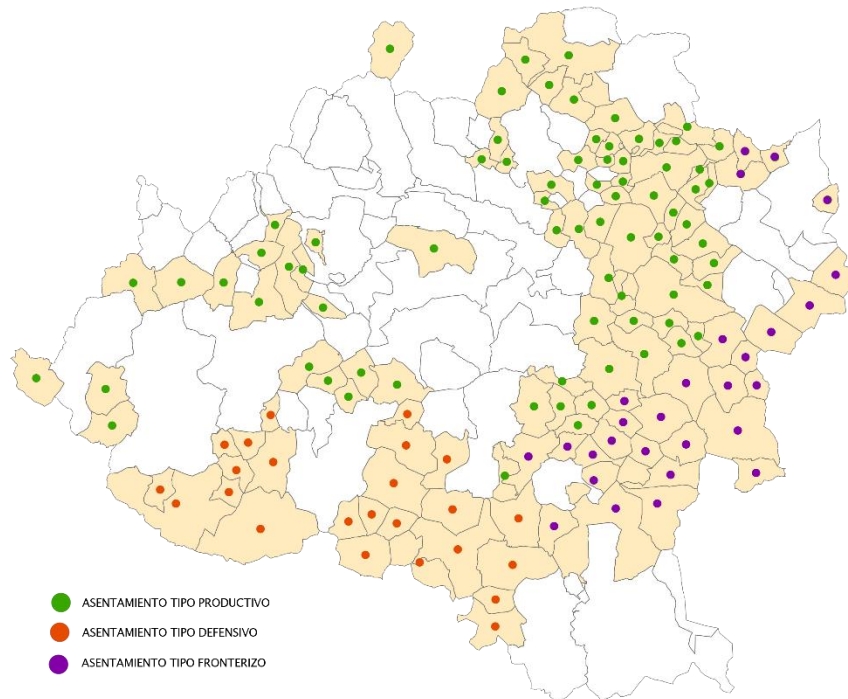 ASENTAMIENTO TIPO PRODUCTIVO
ASENTAMIENTO TIPO DEFENSIVO
ASENTAMIENTO TIPO FRONTERIZO